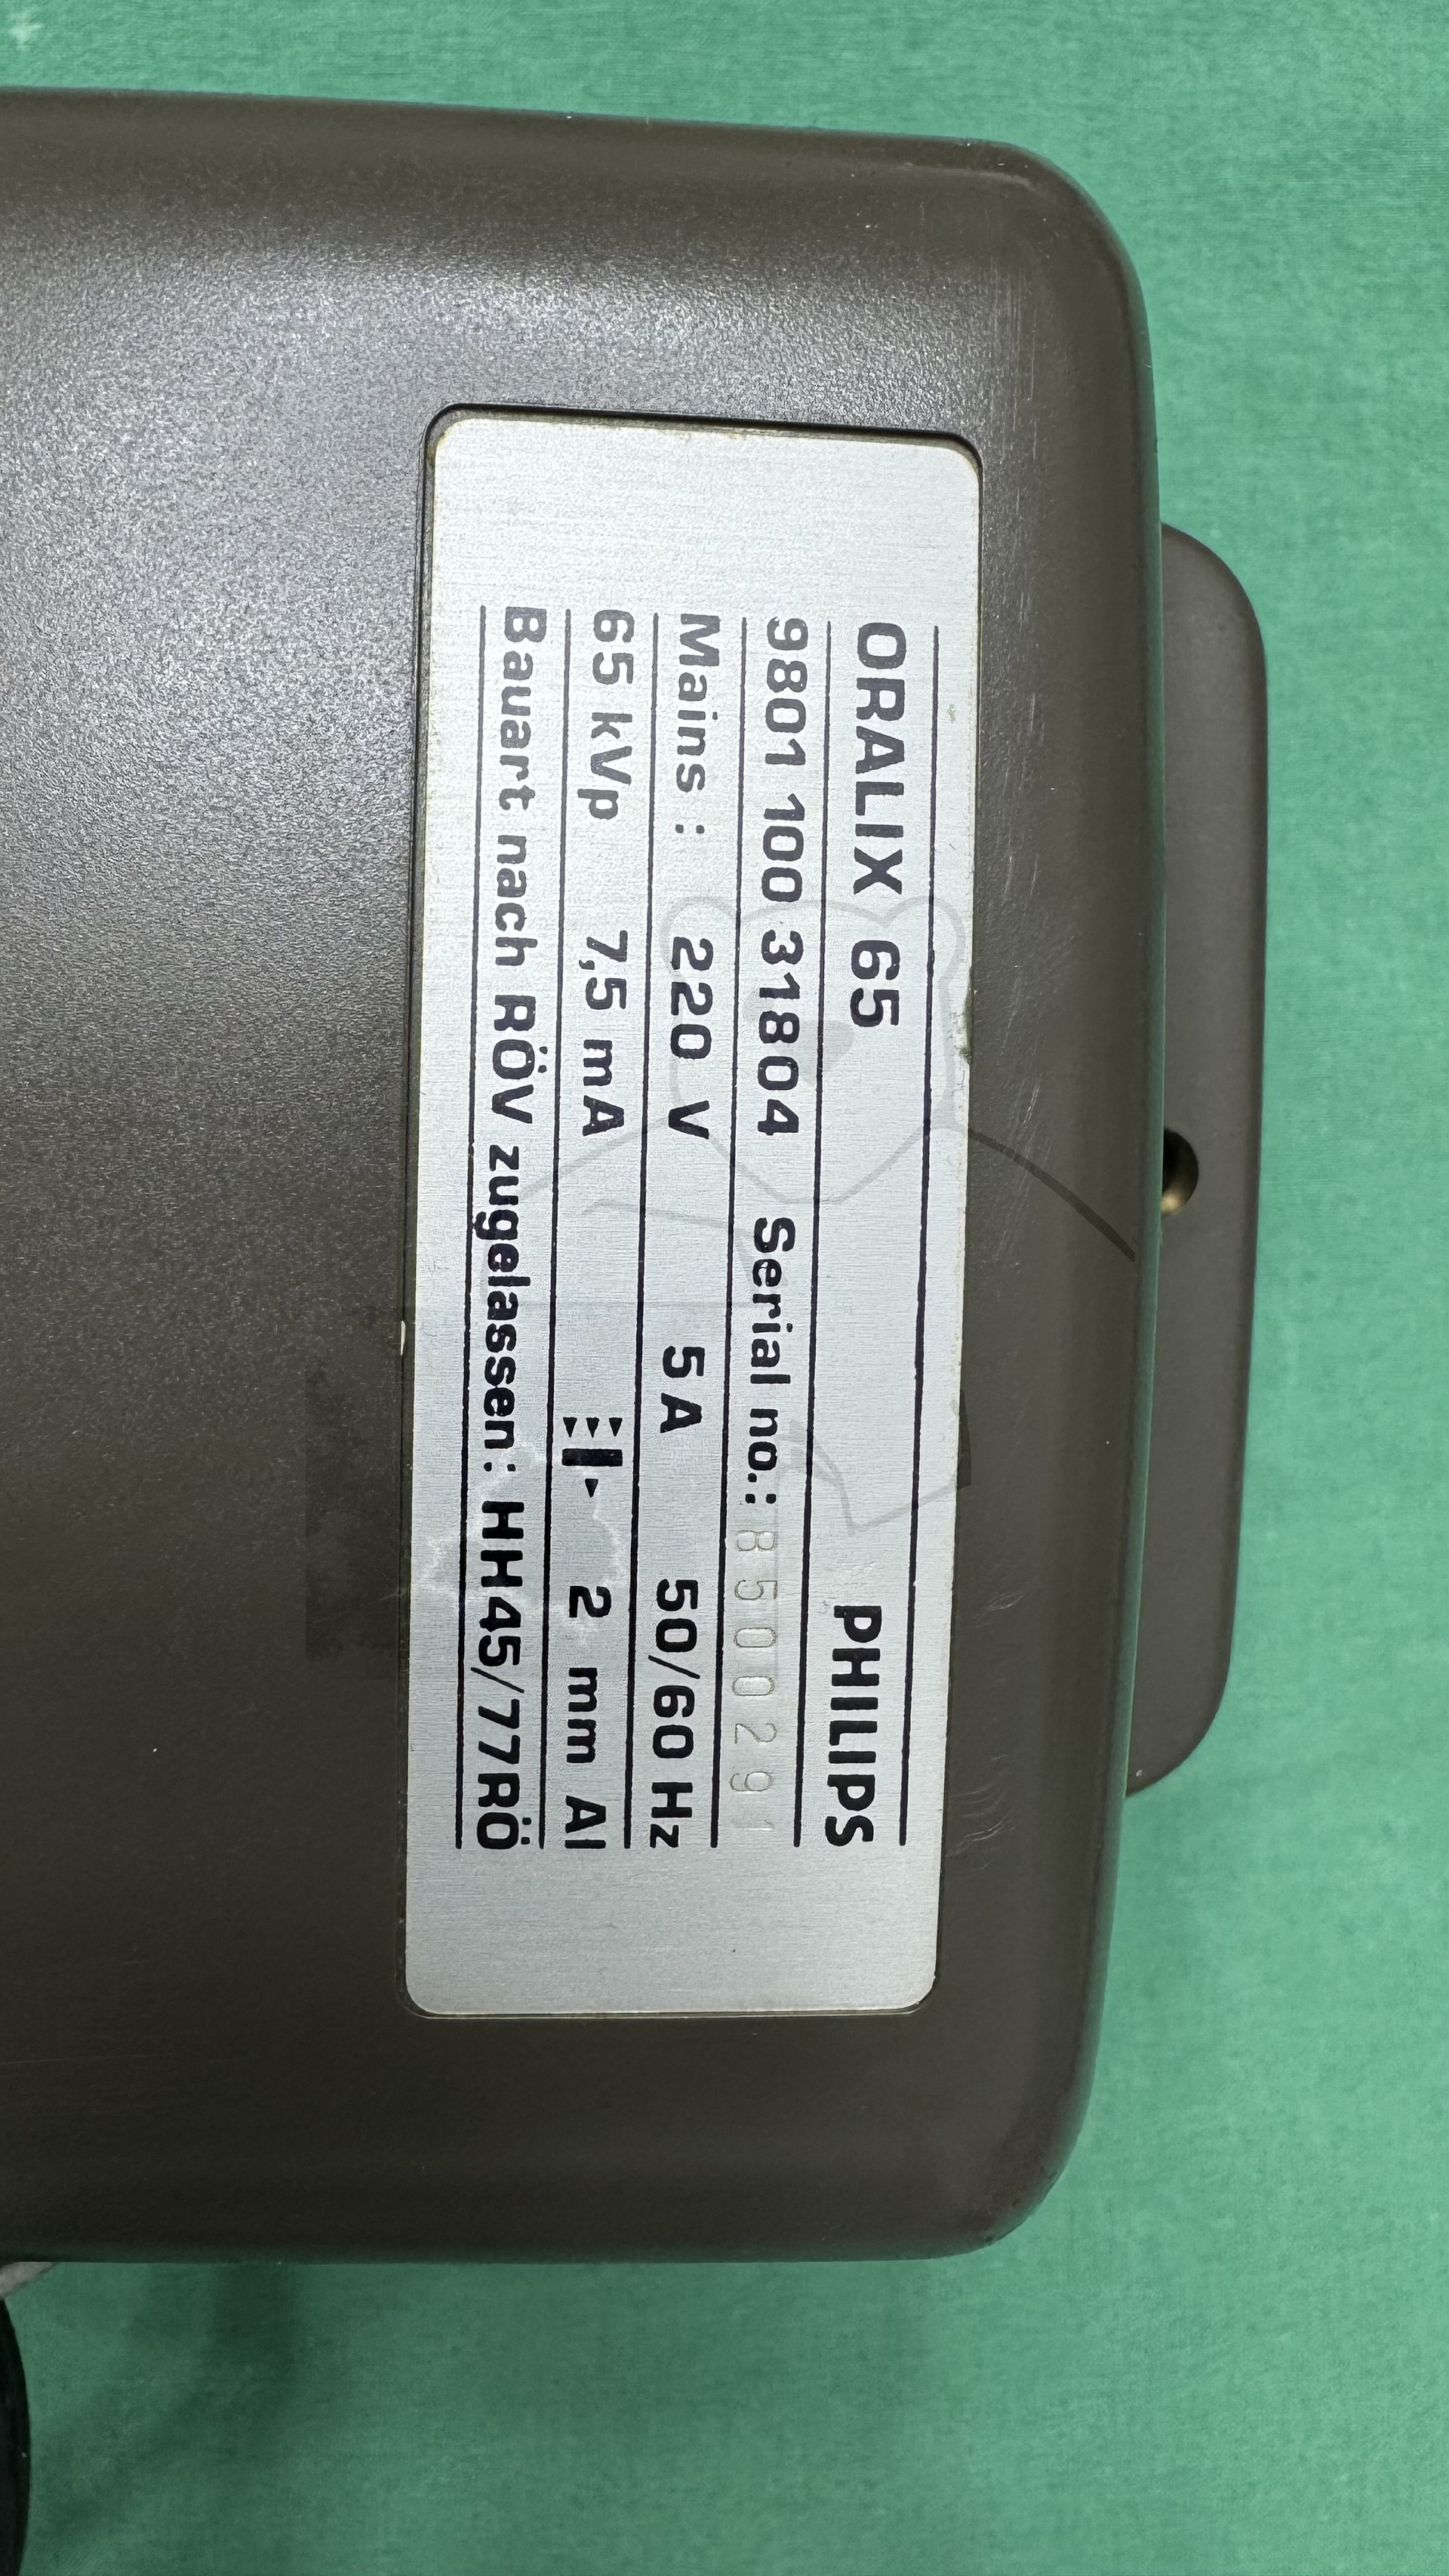 ORALIX 65 PHILIPS
9801 100 31804 Serial no.: 8500291
Mains : 220 V 5 A 50/60 Hz
65 kVp 7,5 mA 2 mm Al
Bauart nach RÖV zugelassen: HH45/77RÖ